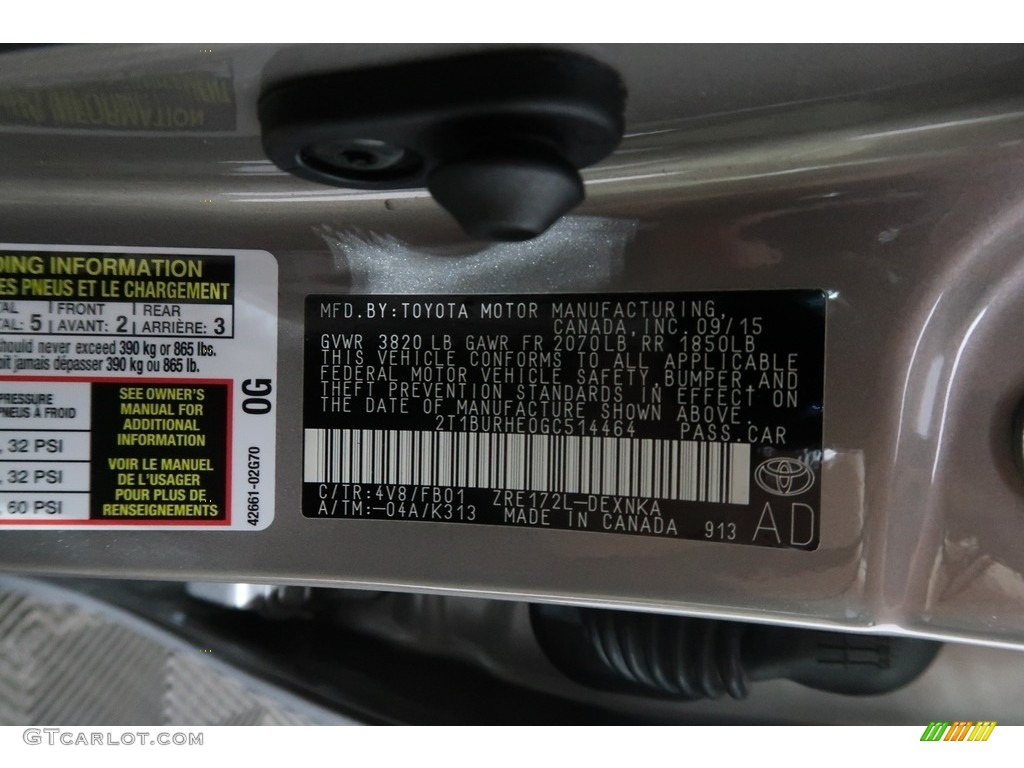 DING INFORMATION
ES PNEUS ET LE CHARGEMENT
TAL | FRONT | REAR
TAL: 5 | AVANT: 2 | ARRIÈRE: 3
should never exceed 390 kg or 865 lbs.
oit jamais dépasser 390 kg ou 865 lb.
PRESSURE
PNEUS À FROID
, 32 PSI
, 32 PSI
, 60 PSI
SEE OWNER'S
MANUAL FOR
ADDITIONAL
INFORMATION
VOIR LE MANUEL
DE L'USAGER
POUR PLUS DE
RENSEIGNEMENTS
0G
42661-02G70
MFD.BY:TOYOTA MOTOR MANUFACTURING,
CANADA,INC.09/15
GVWR 3820LB GAWR FR 2070LB,RR 1850LB
THIS VEHICLE CONFORMS TO ALL APPLICABLE
FEDERAL MOTOR VEHICLE SAFETY,BUMPER,AND
THEFT PREVENTION STANDARDS IN EFFECT ON
THE DATE OF MANUFACTURE SHOWN ABOVE.
2T1BURHE0GC514464 PASS.CAR
C/TR:4V8/FB01 ZRE172L-DEXNKA
A/TM:-04A/K313 MADE IN CANADA 913
AD
GTcarlot.com